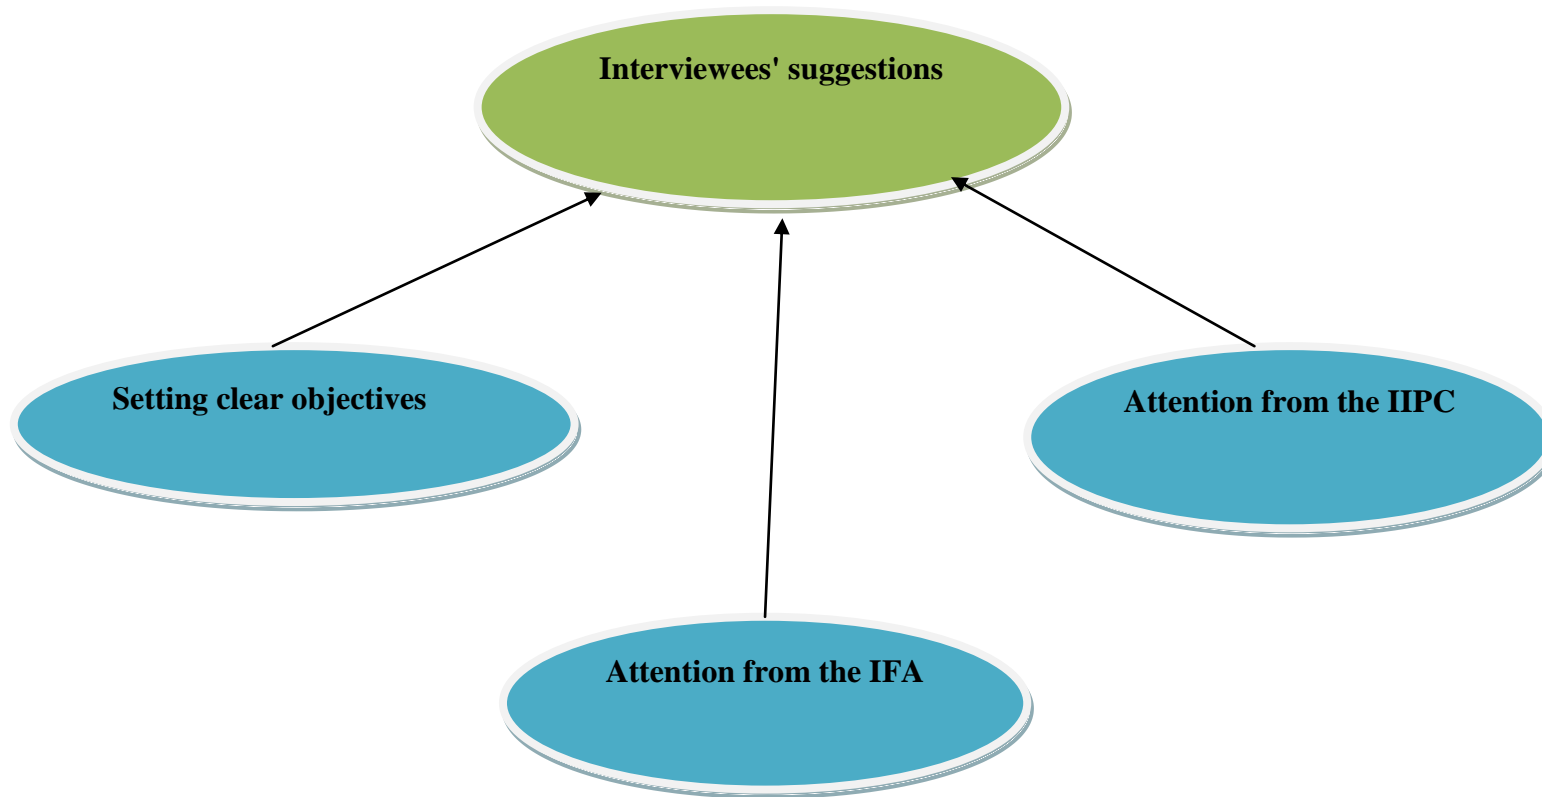 Interviewees' suggestions
Setting clear objectives
Attention from the IIPC
Attention from the IFA